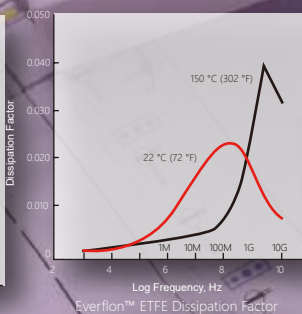 0.050
0.040
0.030
0.020
0.010
0
Dissipation Factor
150 °C (302 °F)
22 °C (72 °F)
1M 10M 100M 1G 10G
2 4 6 8 10
Log Frequency, Hz
Everflon™ ETFE Dissipation Factor